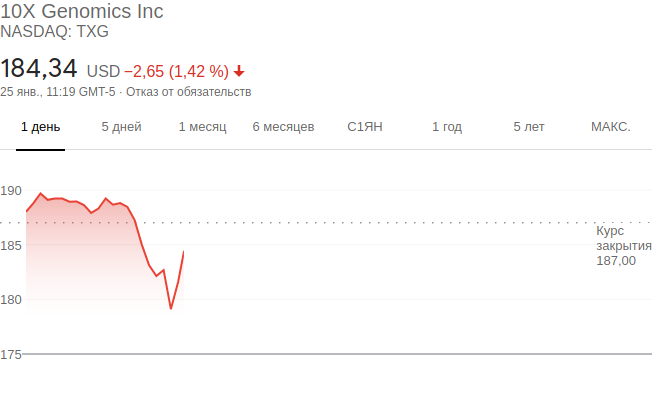 10X Genomics Inc
NASDAQ: TXG
184,34 USD −2,65 (1,42 %)
25 янв., 11:19 GMT-5 · Отказ от обязательств
1 день 5 дней 1 месяц 6 месяцев С1ЯН 1 год 5 лет МАКС.
190
Курс
закрытия
187,00
185
180
175